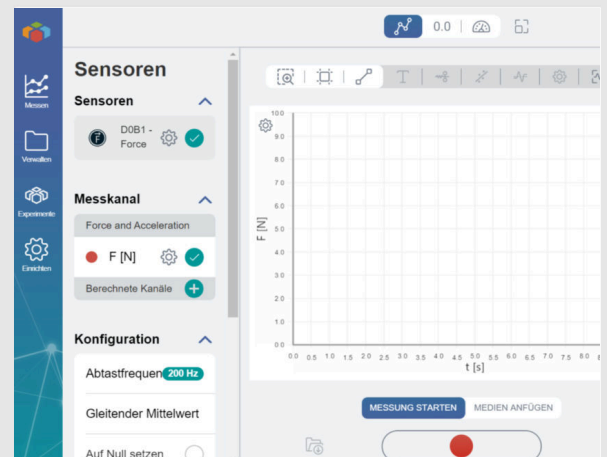 0.0
Sensoren
Messen
Verwalten
Experimente
Einrichten
Sensoren
D0B1 -
Force
Messkanal
Force and Acceleration
F [N]
Berechnete Kanäle
Konfiguration
Abtastfrequen 200 Hz
Gleitender Mittelwert
Auf Null setzen
T
10.0
9.0
8.0
7.0
6.0
5.0
4.0
3.0
2.0
1.0
0.0
F [N]
0.0 0.5 1.0 1.5 2.0 2.5 3.0 3.5 4.0 4.5 5.0 5.5 6.0 6.5 7.0 7.5 8.0
t [s]
MESSUNG STARTEN
MEDIEN ANFÜGEN